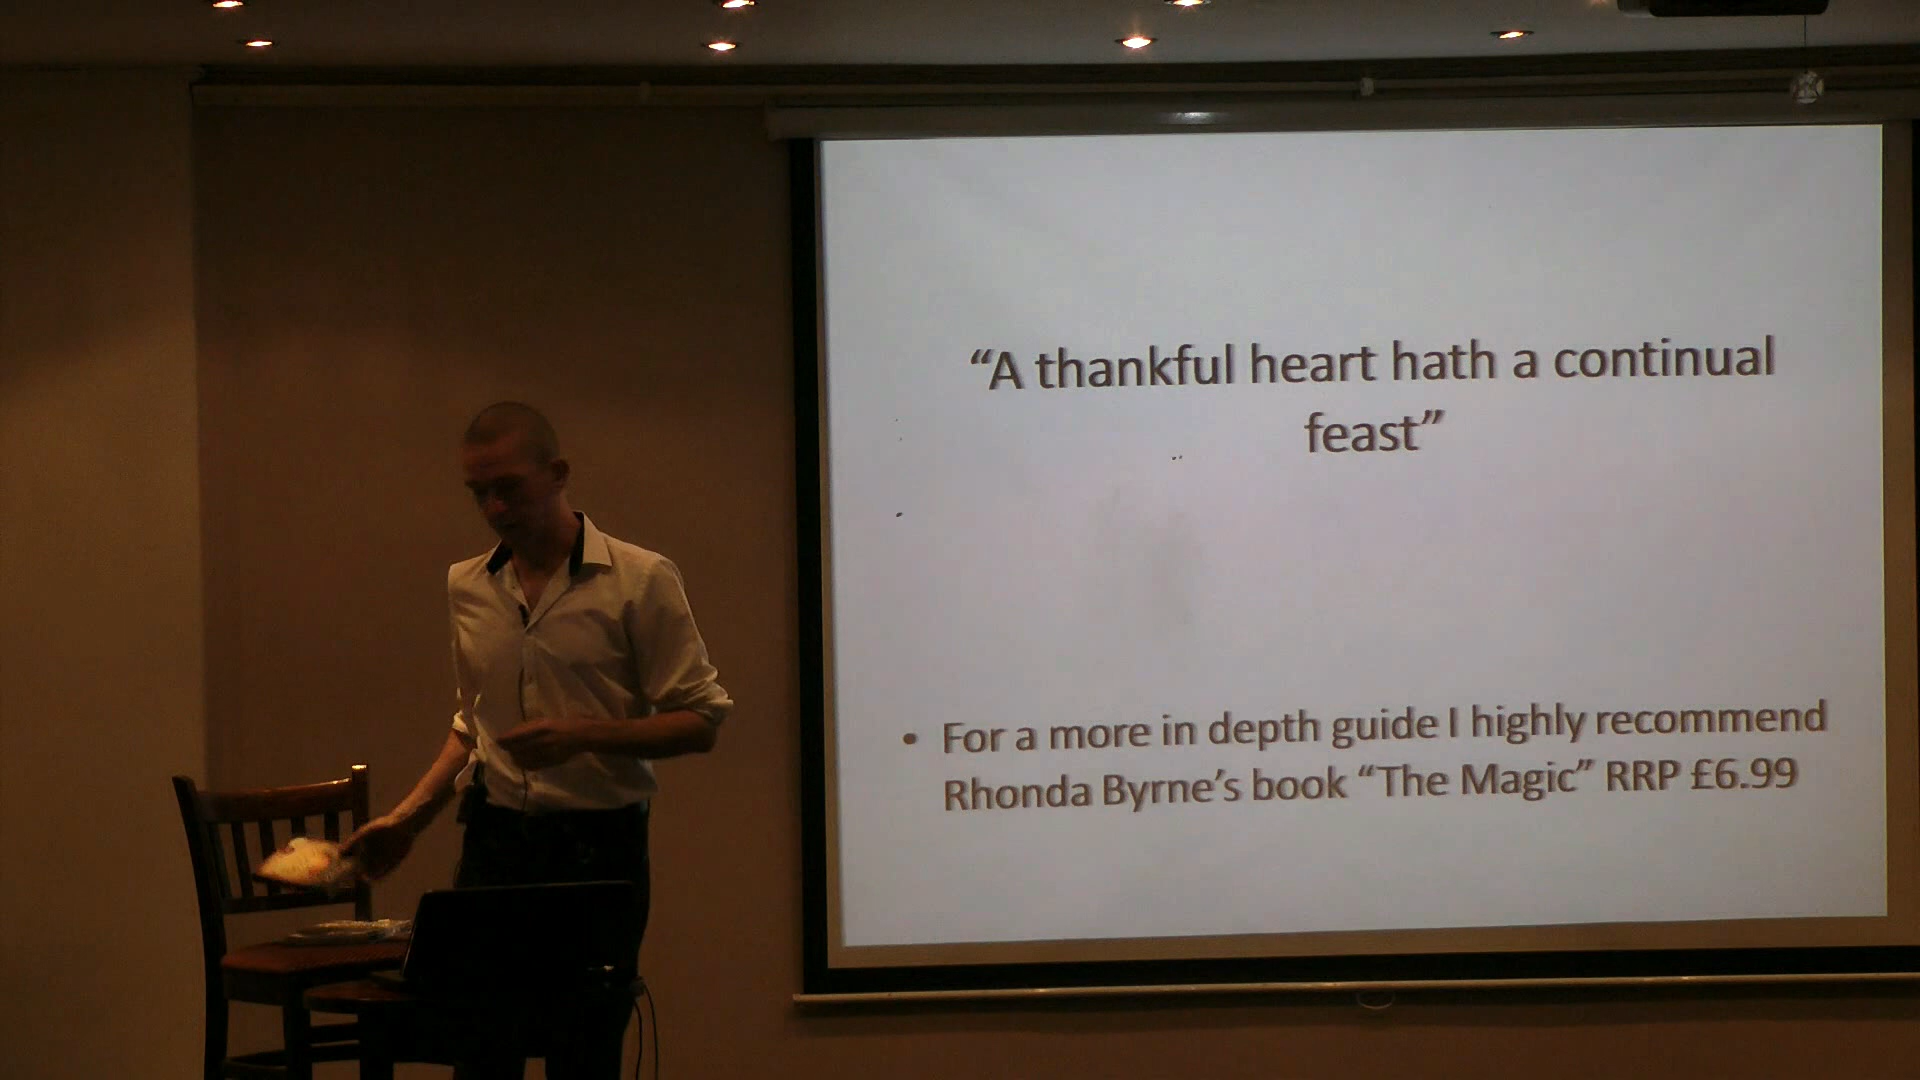 “A thankful heart hath a continual
feast”
• For a more in depth guide I highly recommend
Rhonda Byrne’s book “The Magic” RRP £6.99